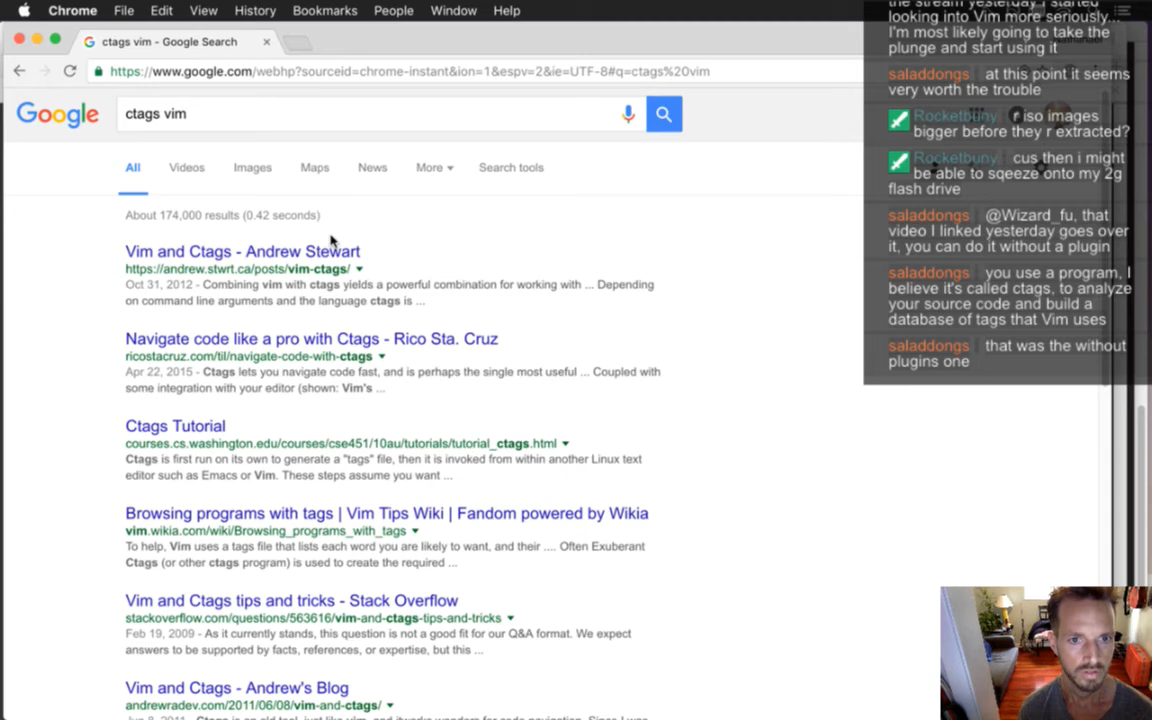 Chrome File Edit View History Bookmarks People Window Help
ctags vim - Google Search
https://www.google.com/webhp?sourceid=chrome-instant&ion=1&espv=2&ie=UTF-8#q=ctags%20vim
Google ctags vim
All Videos Images Maps News More Search tools
About 174,000 results (0.42 seconds)
Vim and Ctags - Andrew Stewart
https://andrew.stwrt.ca/posts/vim-ctags/
Oct 31, 2012 - Combining vim with ctags yields a powerful combination for working with ... Depending
on command line arguments and the language ctags is ...
Navigate code like a pro with Ctags - Rico Sta. Cruz
ricostacruz.com/til/navigate-code-with-ctags
Apr 22, 2015 - Ctags lets you navigate code fast, and is perhaps the single most useful ... Coupled with
some integration with your editor (shown: Vim's ...
Ctags Tutorial
courses.cs.washington.edu/courses/cse451/10au/tutorials/tutorial_ctags.html
Ctags is first run on its own to generate a "tags" file, then it is invoked from within another Linux text
editor such as Emacs or Vim. These steps assume you want ...
Browsing programs with tags | Vim Tips Wiki | Fandom powered by Wikia
vim.wikia.com/wiki/Browsing_programs_with_tags
To help, Vim uses a tags file that lists each word you are likely to want, and their .... Often Exuberant
Ctags (or other ctags program) is used to create the required ...
Vim and Ctags tips and tricks - Stack Overflow
stackoverflow.com/questions/563616/vim-and-ctags-tips-and-tricks
Feb 19, 2009 - As it currently stands, this question is not a good fit for our Q&A format. We expect
answers to be supported by facts, references, or expertise, but this ...
Vim and Ctags - Andrew's Blog
andrewradev.com/2011/06/08/vim-and-ctags/
the stream yesterday I started
looking into Vim more seriously...
I'm most likely going to take the
plunge and start using it
saladdongs at this point it seems
very worth the trouble
Rocketbuny r iso images
bigger before they r extracted?
Rocketbuny cus then i might
be able to sqeeze onto my 2g
flash drive
saladdongs @Wizard_fu, that
video I linked yesterday goes over
it, you can do it without a plugin
saladdongs you use a program, I
believe it's called ctags, to analyze
your source code and build a
database of tags that Vim uses
saladdongs that was the without
plugins one